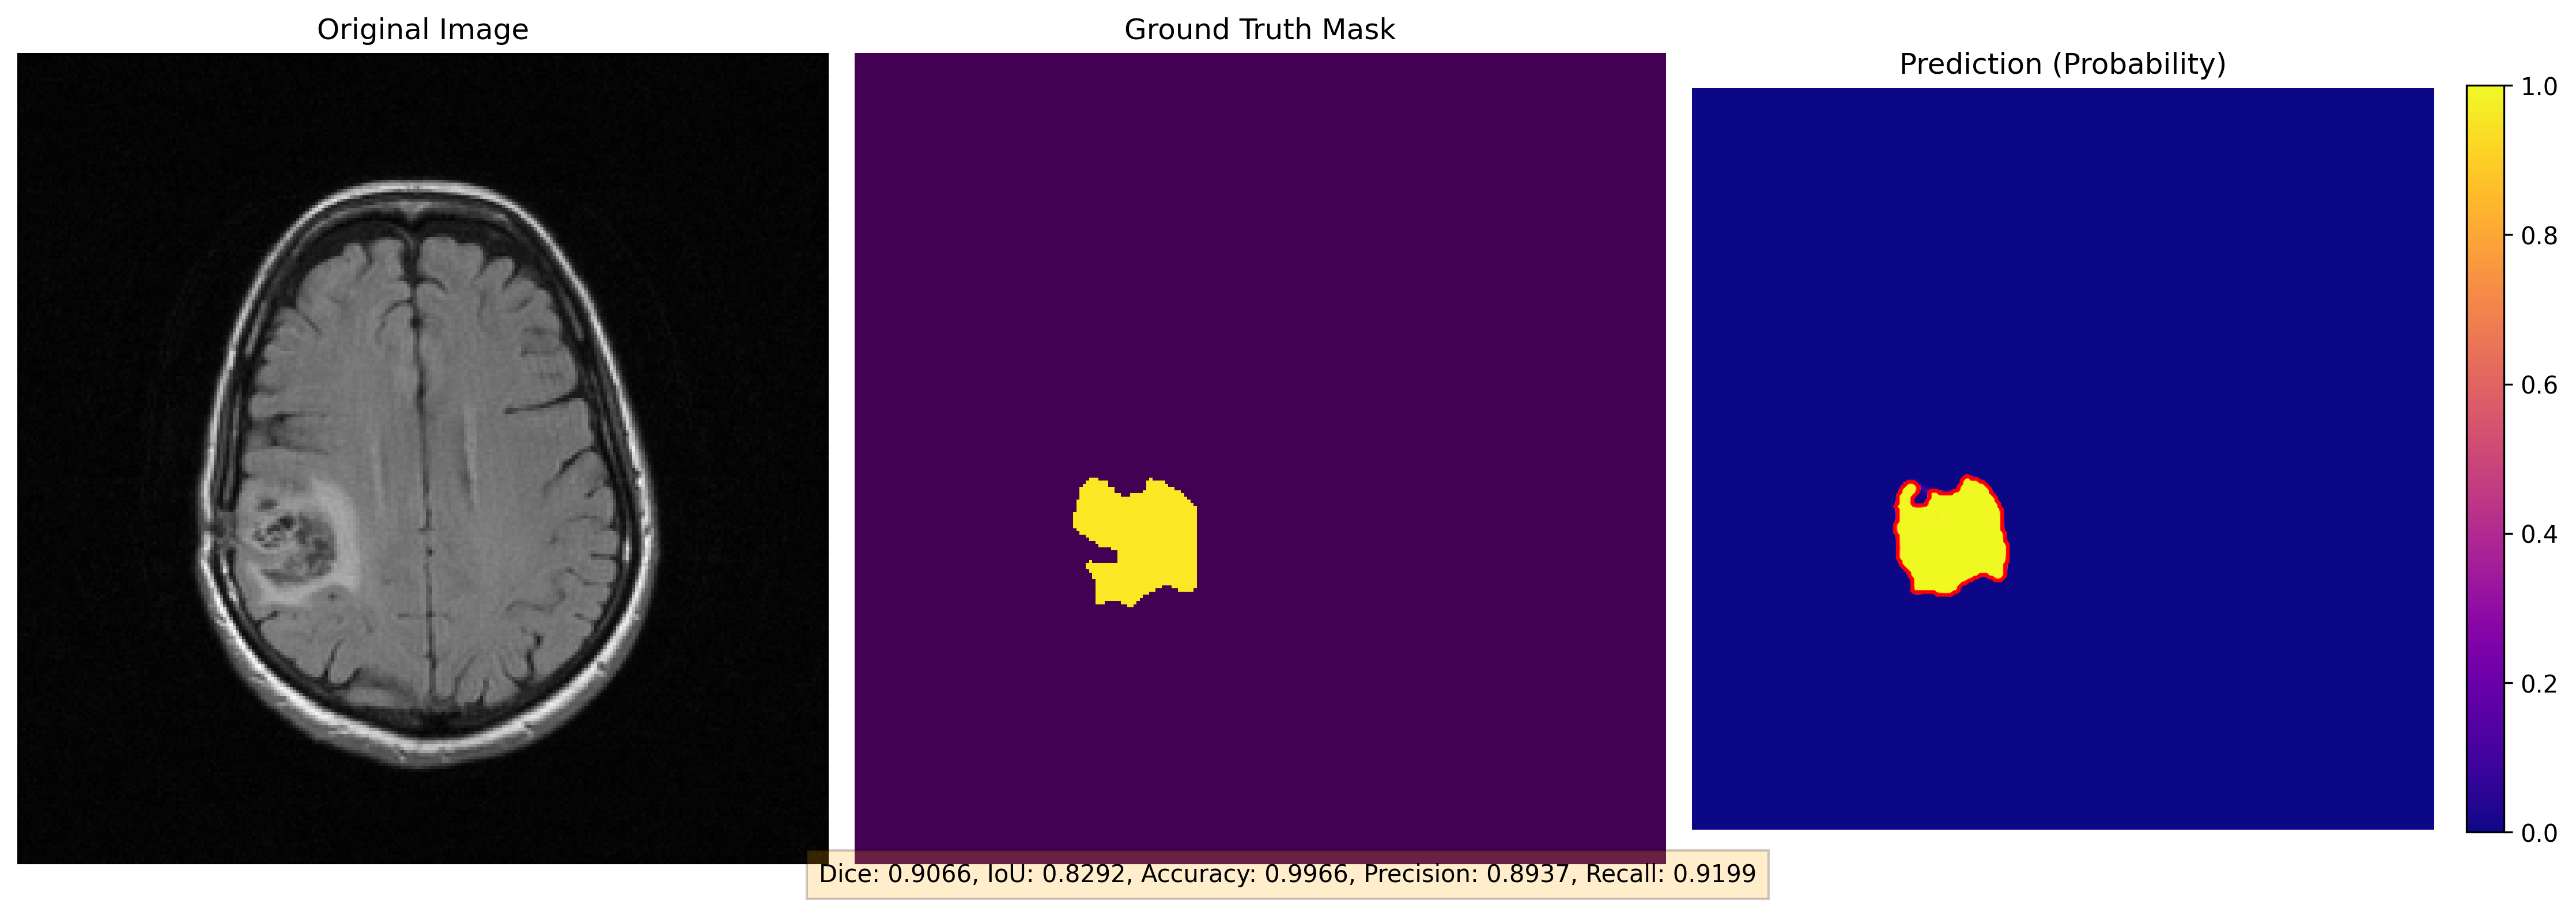 Original Image
Ground Truth Mask
Prediction (Probability)
1.0
0.8
0.6
0.4
0.2
0.0
Dice: 0.9066, IoU: 0.8292, Accuracy: 0.9966, Precision: 0.8937, Recall: 0.9199